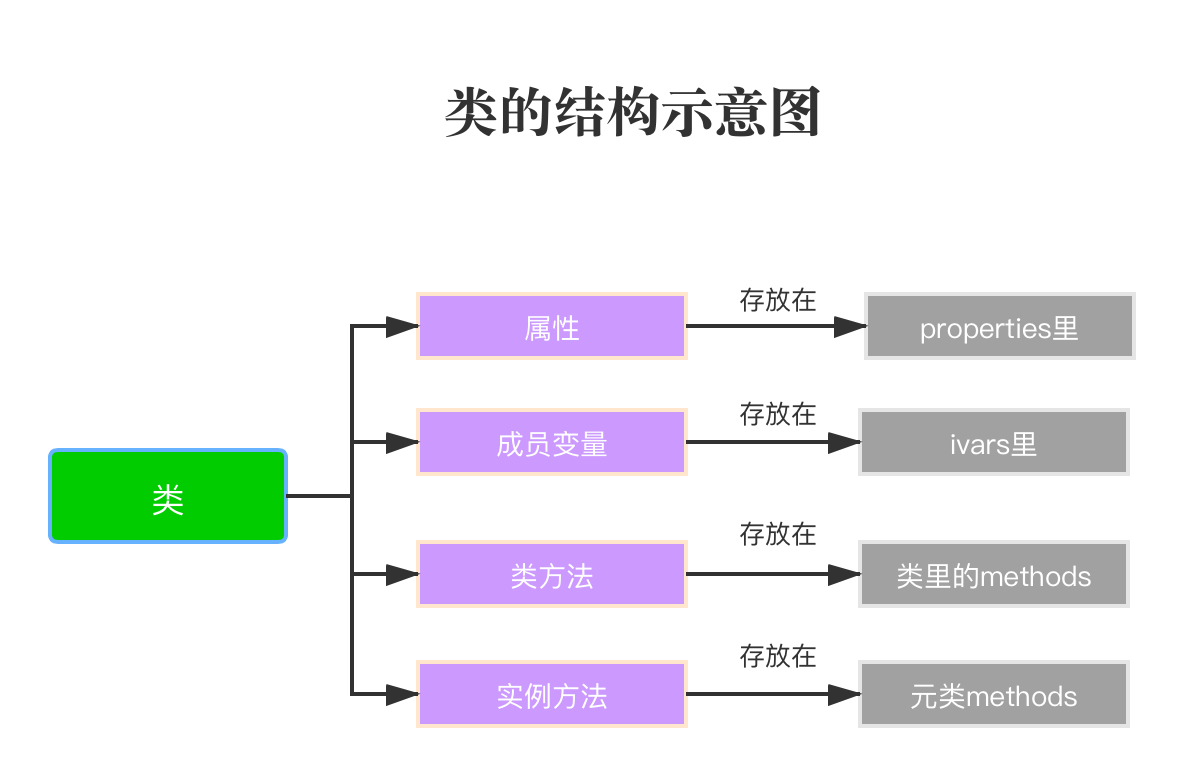 类的结构示意图
存放在
属性
properties里
存放在
成员变量
ivars里
类
存放在
类方法
类里的methods
存放在
实例方法
元类methods